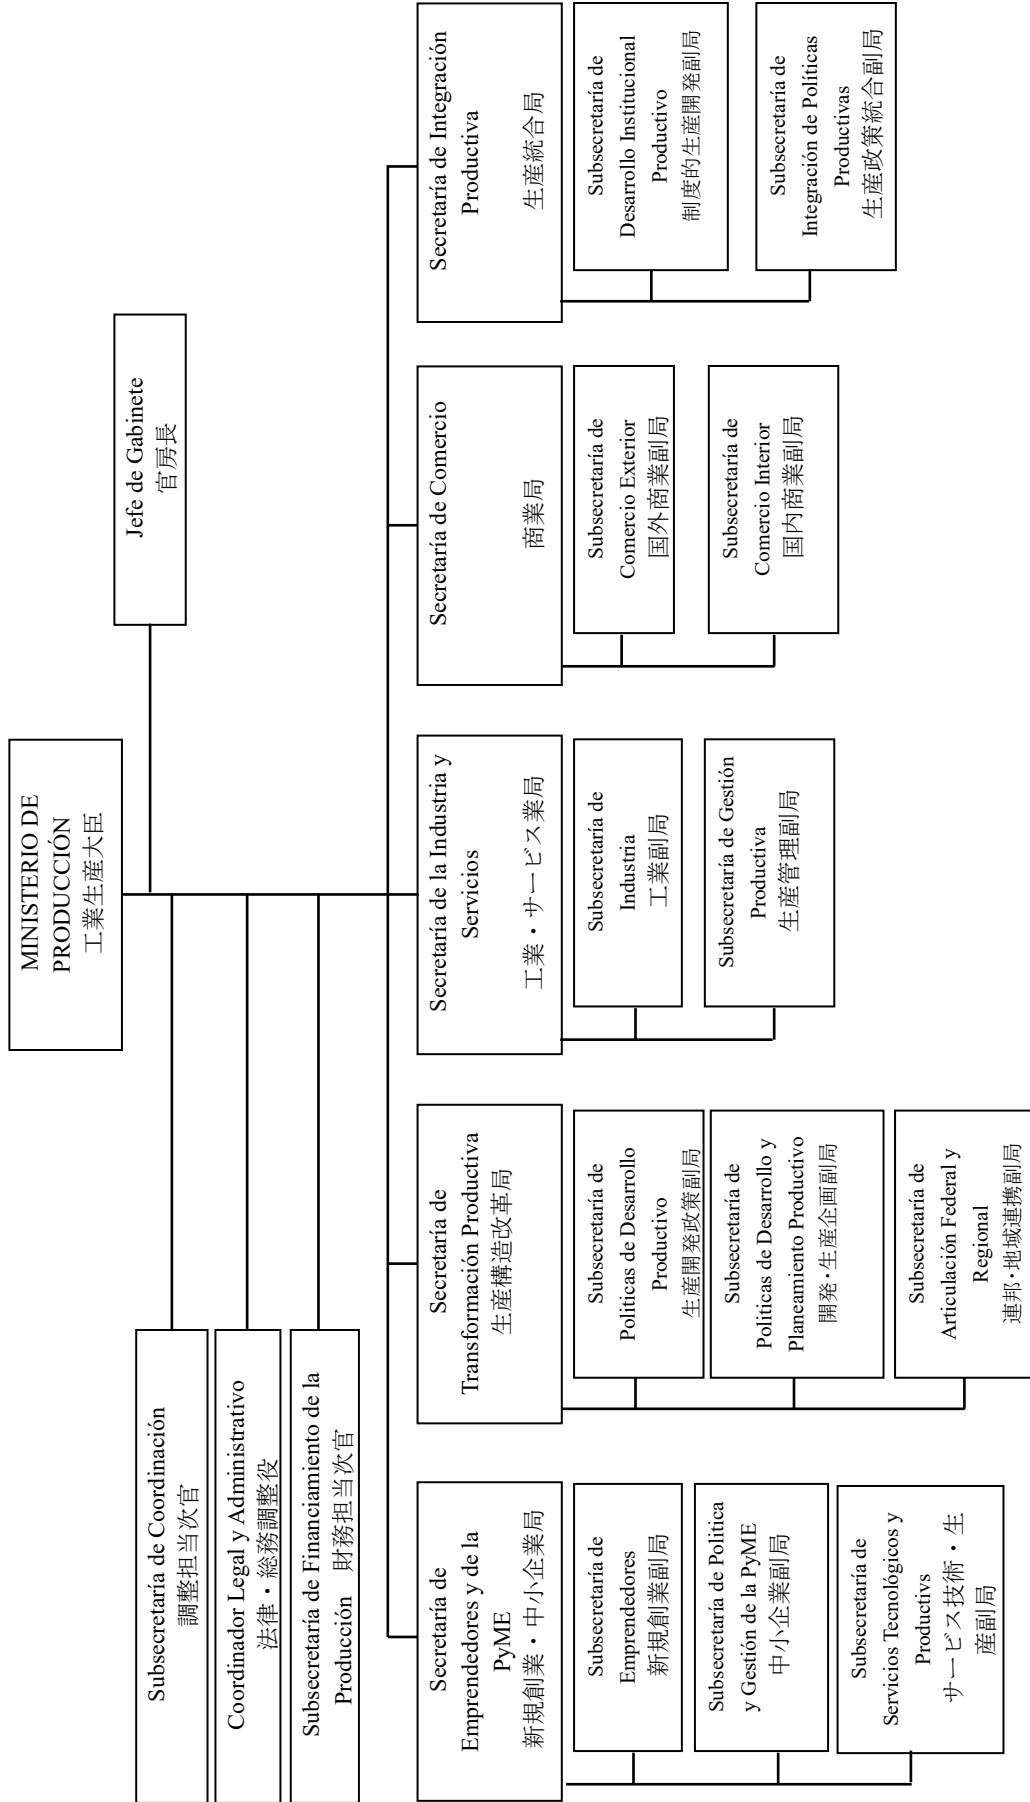 MINISTERIO DE
PRODUCCIÓN
工業生産大臣
Jefe de Gabinete
官房長
Subsecretaría de Coordinación
調整担当次官
Coordinador Legal y Administrativo
法律・総務調整役
Subsecretaría de Financiamiento de la
Producción　財務担当次官
Secretaría de
Emprendedores y de la
PyME
新規創業・中小企業局
Subsecretaría de
Emprendedores
新規創業副局
Subsecretaría de Política
y Gestión de la PyME
中小企業副局
Subsecretaría de
Servicios Tecnológicos y
Productivs
サービス技術・生
産副局
Secretaría de
Transformación Productiva
生産構造改革局
Subsecretaría de
Politicas de Desarrollo
Productivo
生産開発政策副局
Subsecretaría de
Politicas de Desarrollo y
Planeamiento Productivo
開発・生産企画副局
Subsecretaría de
Articulación Federal y
Regional
連邦・地域連携副局
Secretaría de la Industria y
Servicios
工業・サービス業局
Subsecretaría de
Industria
工業副局
Subsecretaría de Gestión
Productiva
生産管理副局
Secretaría de Comercio
商業局
Subsecretaría de
Comercio Exterior
国外商業副局
Subsecretaría de
Comercio Interior
国内商業副局
Secretaría de Integración
Productiva
生産統合局
Subsecretaría de
Desarrollo Institucional
Productivo
制度的生産開発副局
Subsecretaría de
Integración de Políticas
Productivas
生産政策統合副局